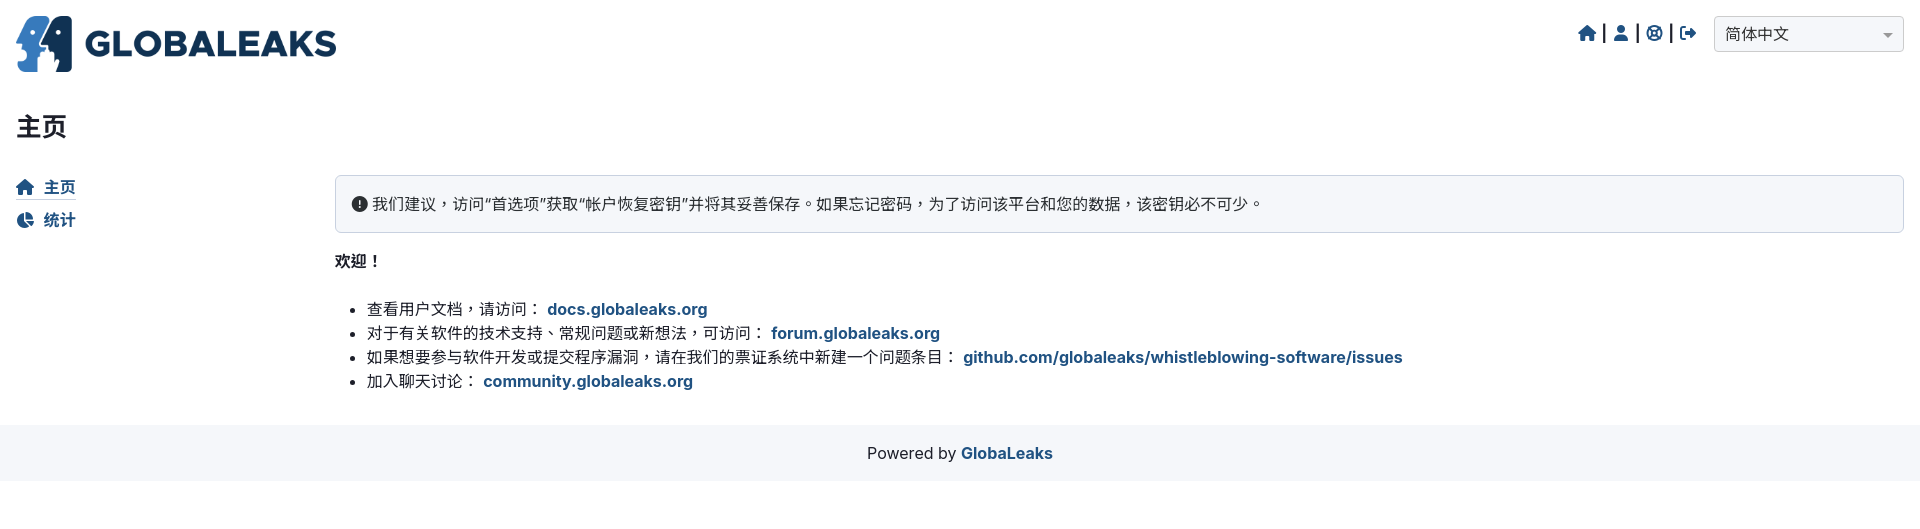 GLOBALEAKS
简体中文
主页
主页
统计
我们建议，访问“首选项”获取“帐户恢复密钥”并将其妥善保存。如果忘记密码，为了访问该平台和您的数据，该密钥必不可少。
欢迎！
查看用户文档，请访问： docs.globaleaks.org
对于有关软件的技术支持、常规问题或新想法，可访问： forum.globaleaks.org
如果想要参与软件开发或提交程序漏洞，请在我们的票证系统中新建一个问题条目： github.com/globaleaks/whistleblowing-software/issues
加入聊天讨论： community.globaleaks.org
Powered by GlobaLeaks